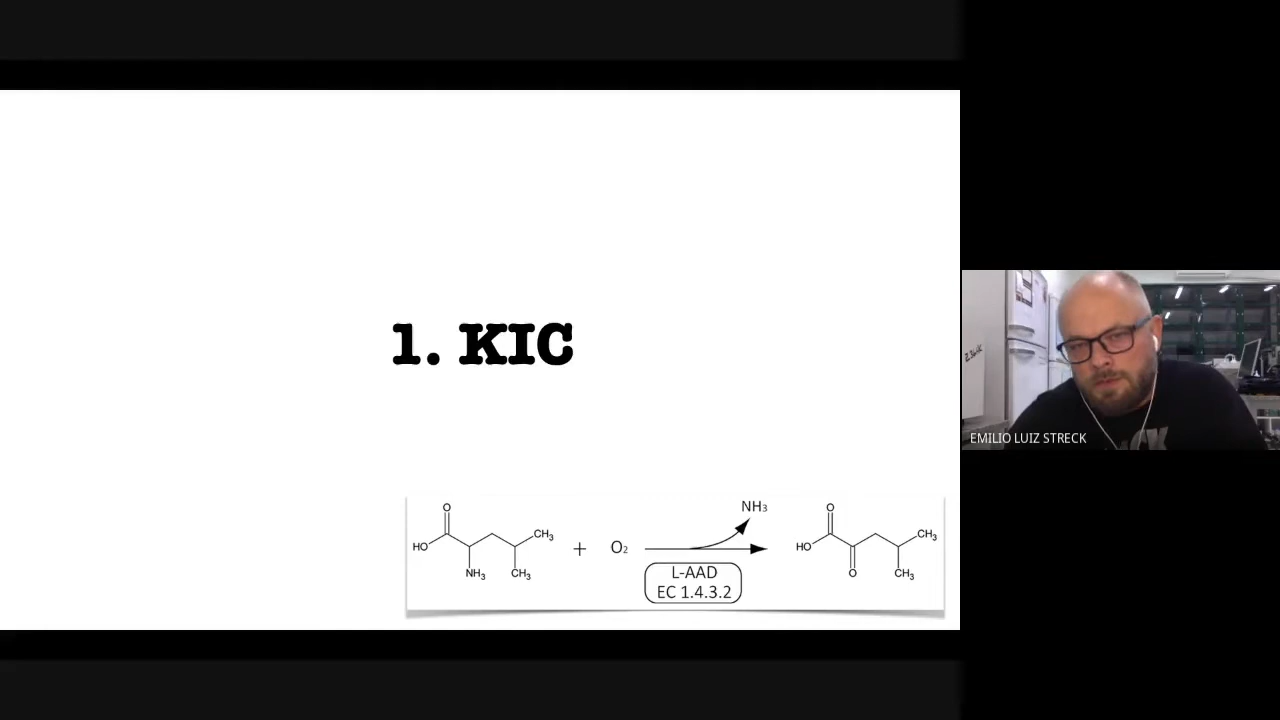 1. KIC
O
HO
NH3
CH3
CH3
+
O2
NH3
L-AAD
EC 1.4.3.2
O
HO
O
CH3
CH3
EMILIO LUIZ STRECK